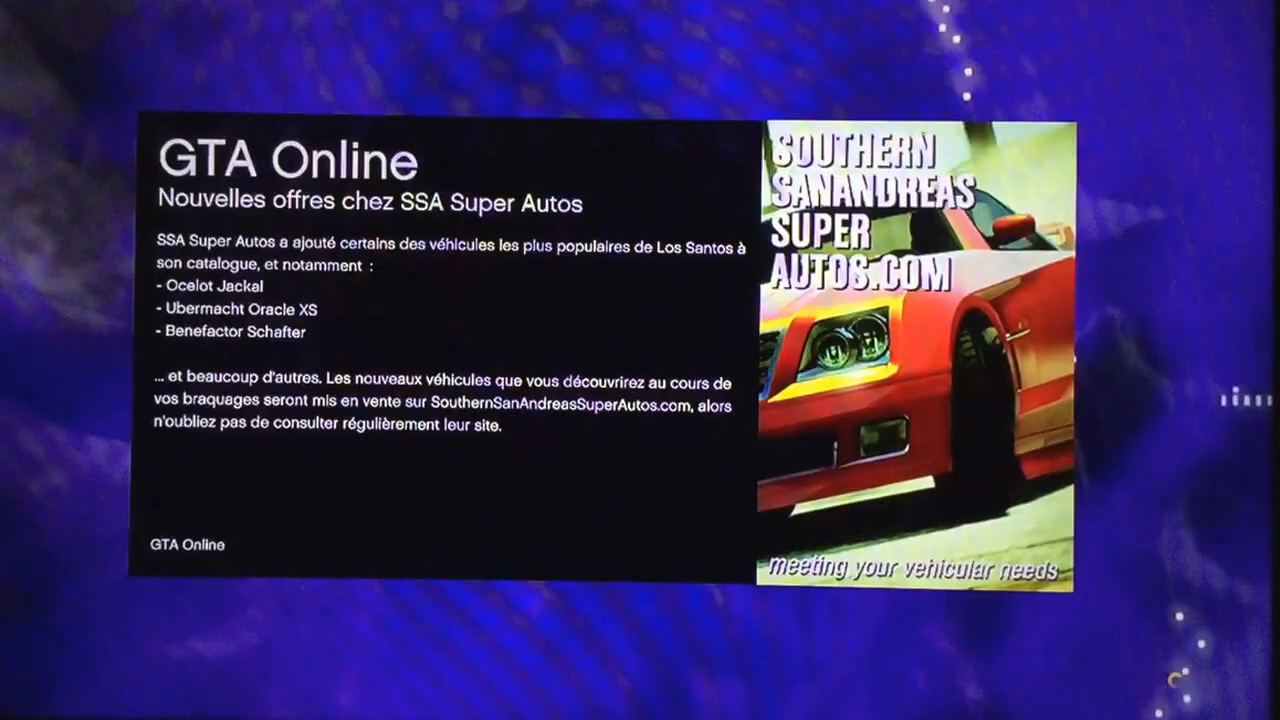 GTA Online
Nouvelles offres chez SSA Super Autos
SSA Super Autos a ajouté certains des véhicules les plus populaires de Los Santos à
son catalogue, et notamment :
- Ocelot Jackal
- Ubermacht Oracle XS
- Benefactor Schafter
... et beaucoup d'autres. Les nouveaux véhicules que vous découvrirez au cours de
vos braquages seront mis en vente sur SouthernSanAndreasSuperAutos.com, alors
n'oubliez pas de consulter régulièrement leur site.
GTA Online
SOUTHERN
SANANDREAS
SUPER
AUTOS.COM
meeting your vehicular needs